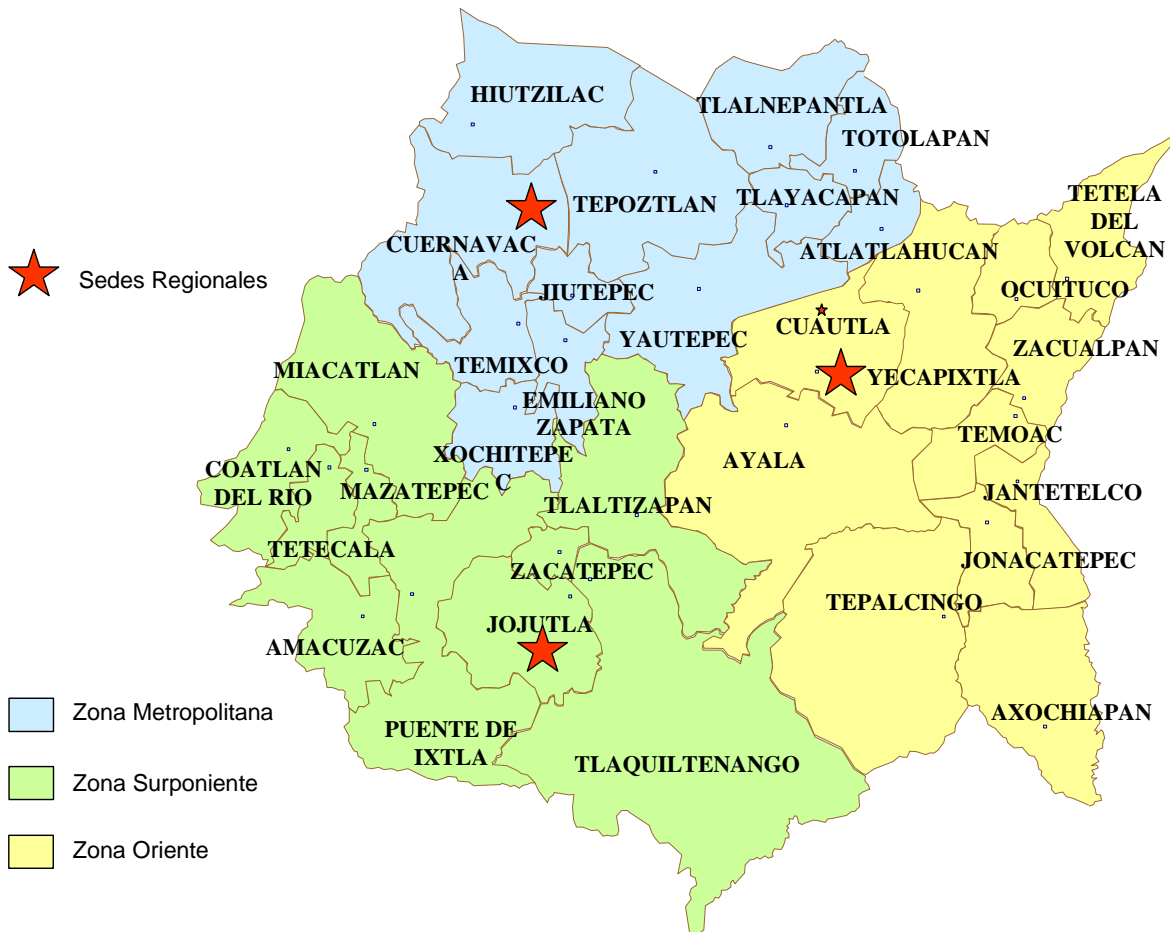 HIUTZILAC
TLALNEPANTLA
TOTOLAPAN
TEPOZTLAN
TLAYACAPAN
TETELA
DEL
VOLCAN
CUERNAVAC
A
ATLATLAHUCAN
Sedes Regionales
JIUTEPEC
OCUITUCO
CUAUTLA
YAUTEPEC
ZACUALPAN
TEMIXCO
MIACATLAN
YECAPIXTLA
EMILIANO
ZAPATA
TEMOAC
XOCHITEPE
C
AYALA
COATLAN
DEL RIO
MAZATEPEC
JANTETELCO
TLALTIZAPAN
TETECALA
ZACATEPEC
JONACATEPEC
TEPALCINGO
JOJUTLA
AMACUZAC
Zona Metropolitana
AXOCHIAPAN
PUENTE DE
IXTLA
TLAQUILTENANGO
Zona Surponiente
Zona Oriente